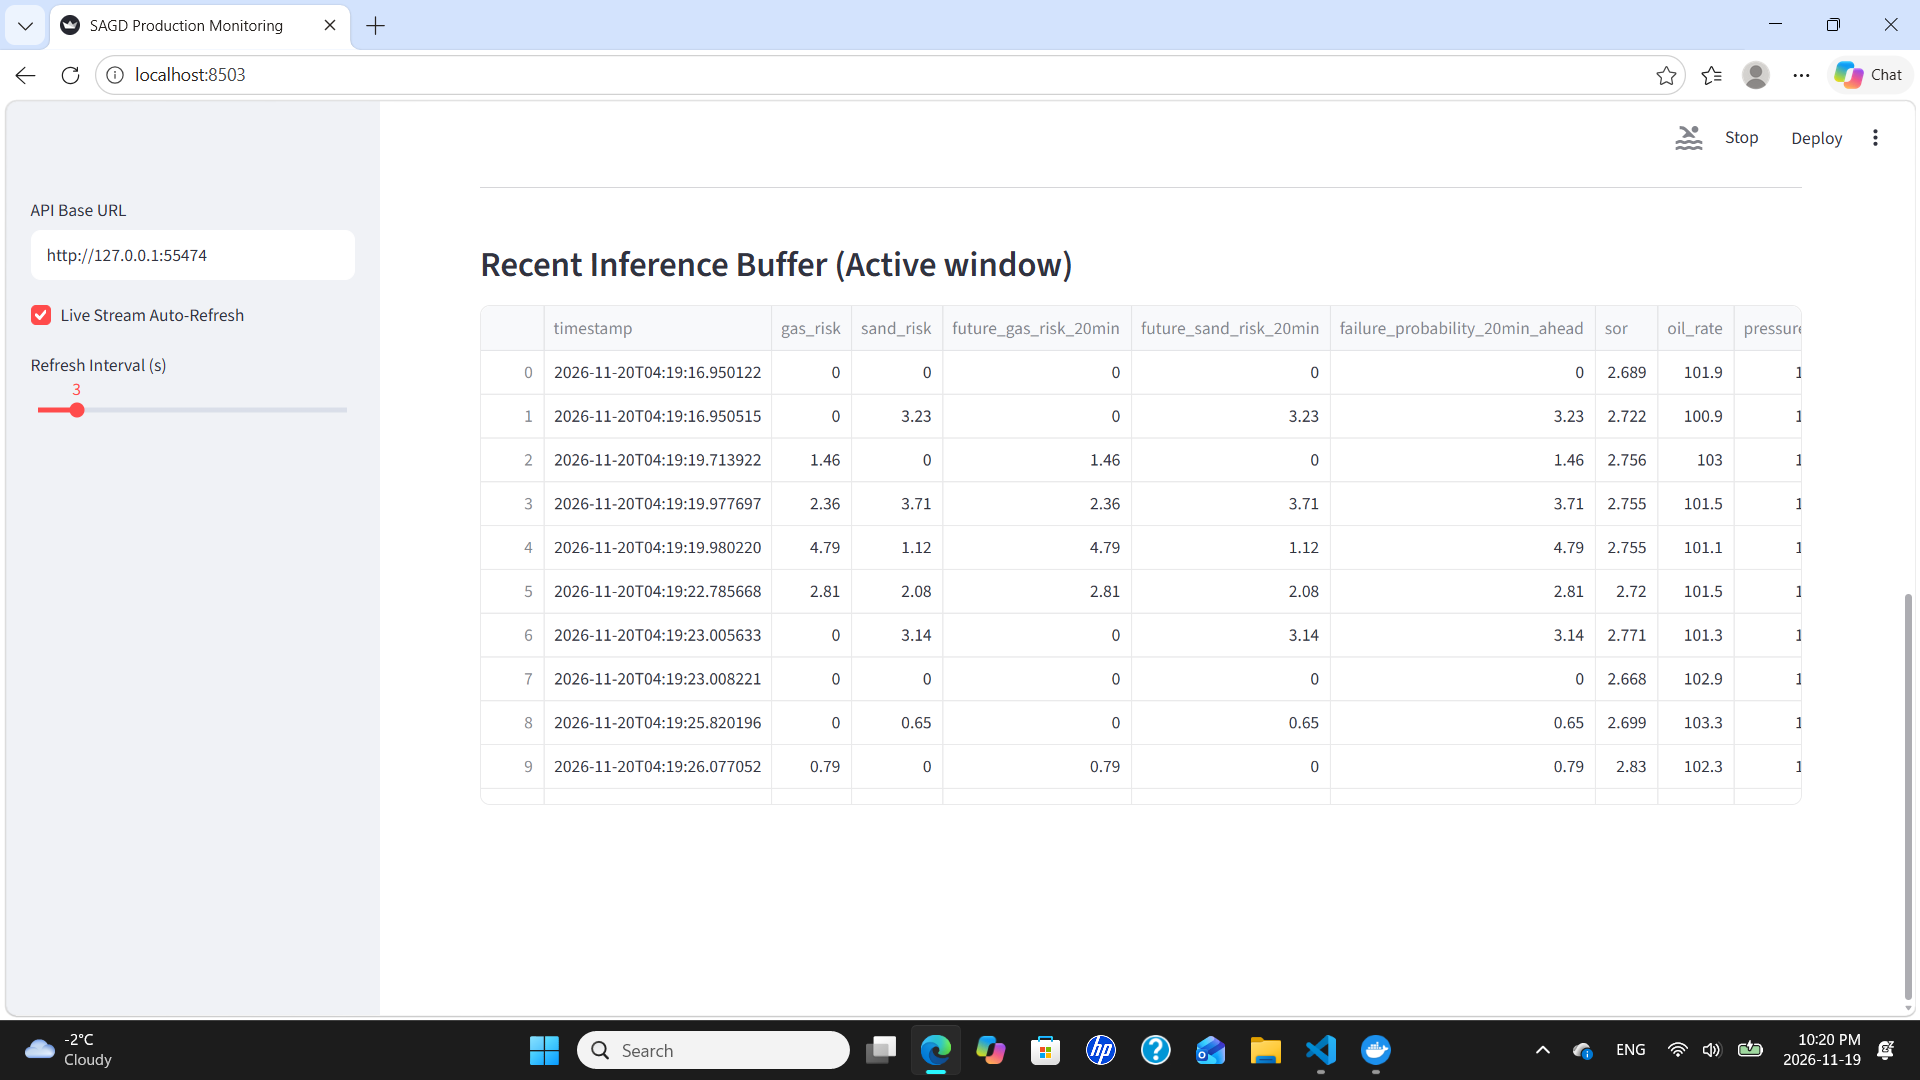 SAGD Production Monitoring
localhost:8503
Chat
Stop
Deploy
API Base URL
http://127.0.0.1:55474
Live Stream Auto-Refresh
Refresh Interval (s)
3
Recent Inference Buffer (Active window)
timestamp gas_risk sand_risk future_gas_risk_20min future_sand_risk_20min failure_probability_20min_ahead sor oil_rate pressure
0 2026-11-20T04:19:16.950122 0 0 0 0 0 2.689 101.9 1
1 2026-11-20T04:19:16.950515 0 3.23 0 3.23 3.23 2.722 100.9 1
2 2026-11-20T04:19:19.713922 1.46 0 1.46 0 1.46 2.756 103 1
3 2026-11-20T04:19:19.977697 2.36 3.71 2.36 3.71 3.71 2.755 101.5 1
4 2026-11-20T04:19:19.980220 4.79 1.12 4.79 1.12 4.79 2.755 101.1 1
5 2026-11-20T04:19:22.785668 2.81 2.08 2.81 2.08 2.81 2.72 101.5 1
6 2026-11-20T04:19:23.005633 0 3.14 0 3.14 3.14 2.771 101.3 1
7 2026-11-20T04:19:23.008221 0 0 0 0 0 2.668 102.9 1
8 2026-11-20T04:19:25.820196 0 0.65 0 0.65 0.65 2.699 103.3 1
9 2026-11-20T04:19:26.077052 0.79 0 0.79 0 0.79 2.83 102.3 1
-2°C
Cloudy
Search
hp
ENG
10:20 PM
2026-11-19